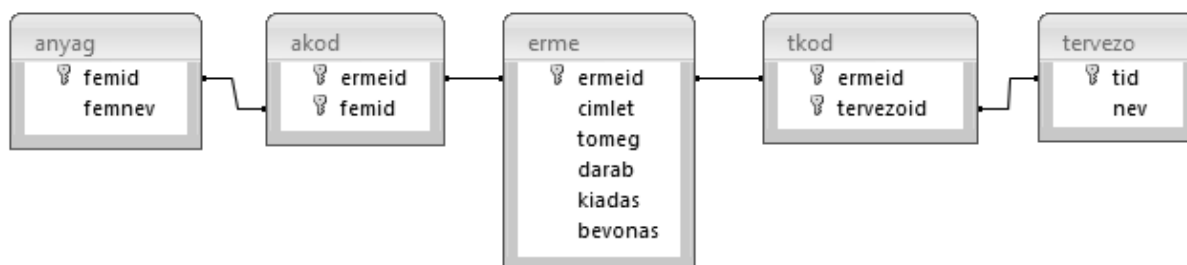 anyag
femid
femnev
akod
ermeid
femid
erme
ermeid
cimlet
tomeg
darab
kiadas
bevonas
tkod
ermeid
tervezoid
tervezo
tid
nev